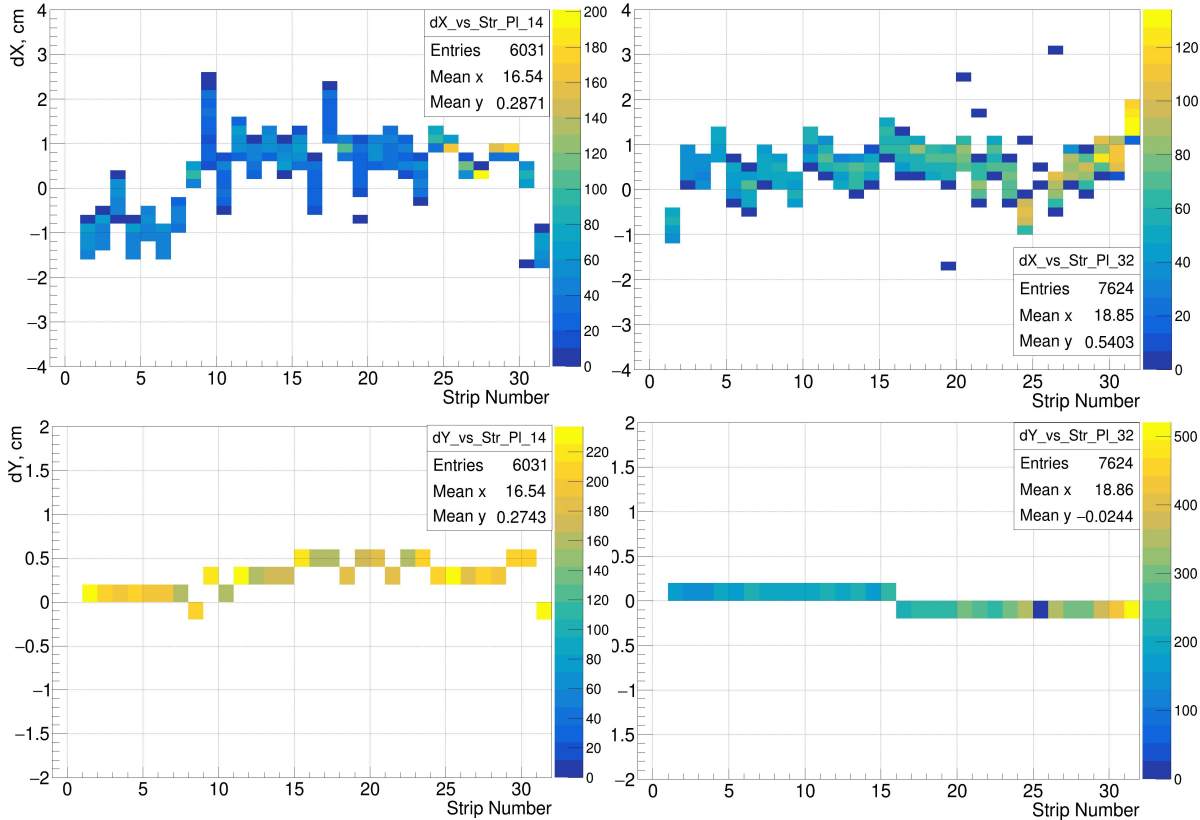 dX, cm
4
3
2
1
0
−1
−2
−3
−4
0 5 10 15 20 25 30
Strip Number
dX_vs_Str_Pl_14
Entries 6031
Mean x 16.54
Mean y 0.2871
200
180
160
140
120
100
80
60
40
20
0
4
3
2
1
0
−1
−2
−3
−4
0 5 10 15 20 25 30
Strip Number
dX_vs_Str_Pl_32
Entries 7624
Mean x 18.85
Mean y 0.5403
120
100
80
60
40
20
0
dY, cm
2
1.5
1
0.5
0
−0.5
−1
−1.5
−2
0 5 10 15 20 25 30
Strip Number
dY_vs_Str_Pl_14
Entries 6031
Mean x 16.54
Mean y 0.2743
220
200
180
160
140
120
100
80
60
40
20
0
2
1.5
1
0.5
0
0.5
−1
1.5
−2
0 5 10 15 20 25 30
Strip Number
dY_vs_Str_Pl_32
Entries 7624
Mean x 18.86
Mean y −0.0244
500
400
300
200
100
0